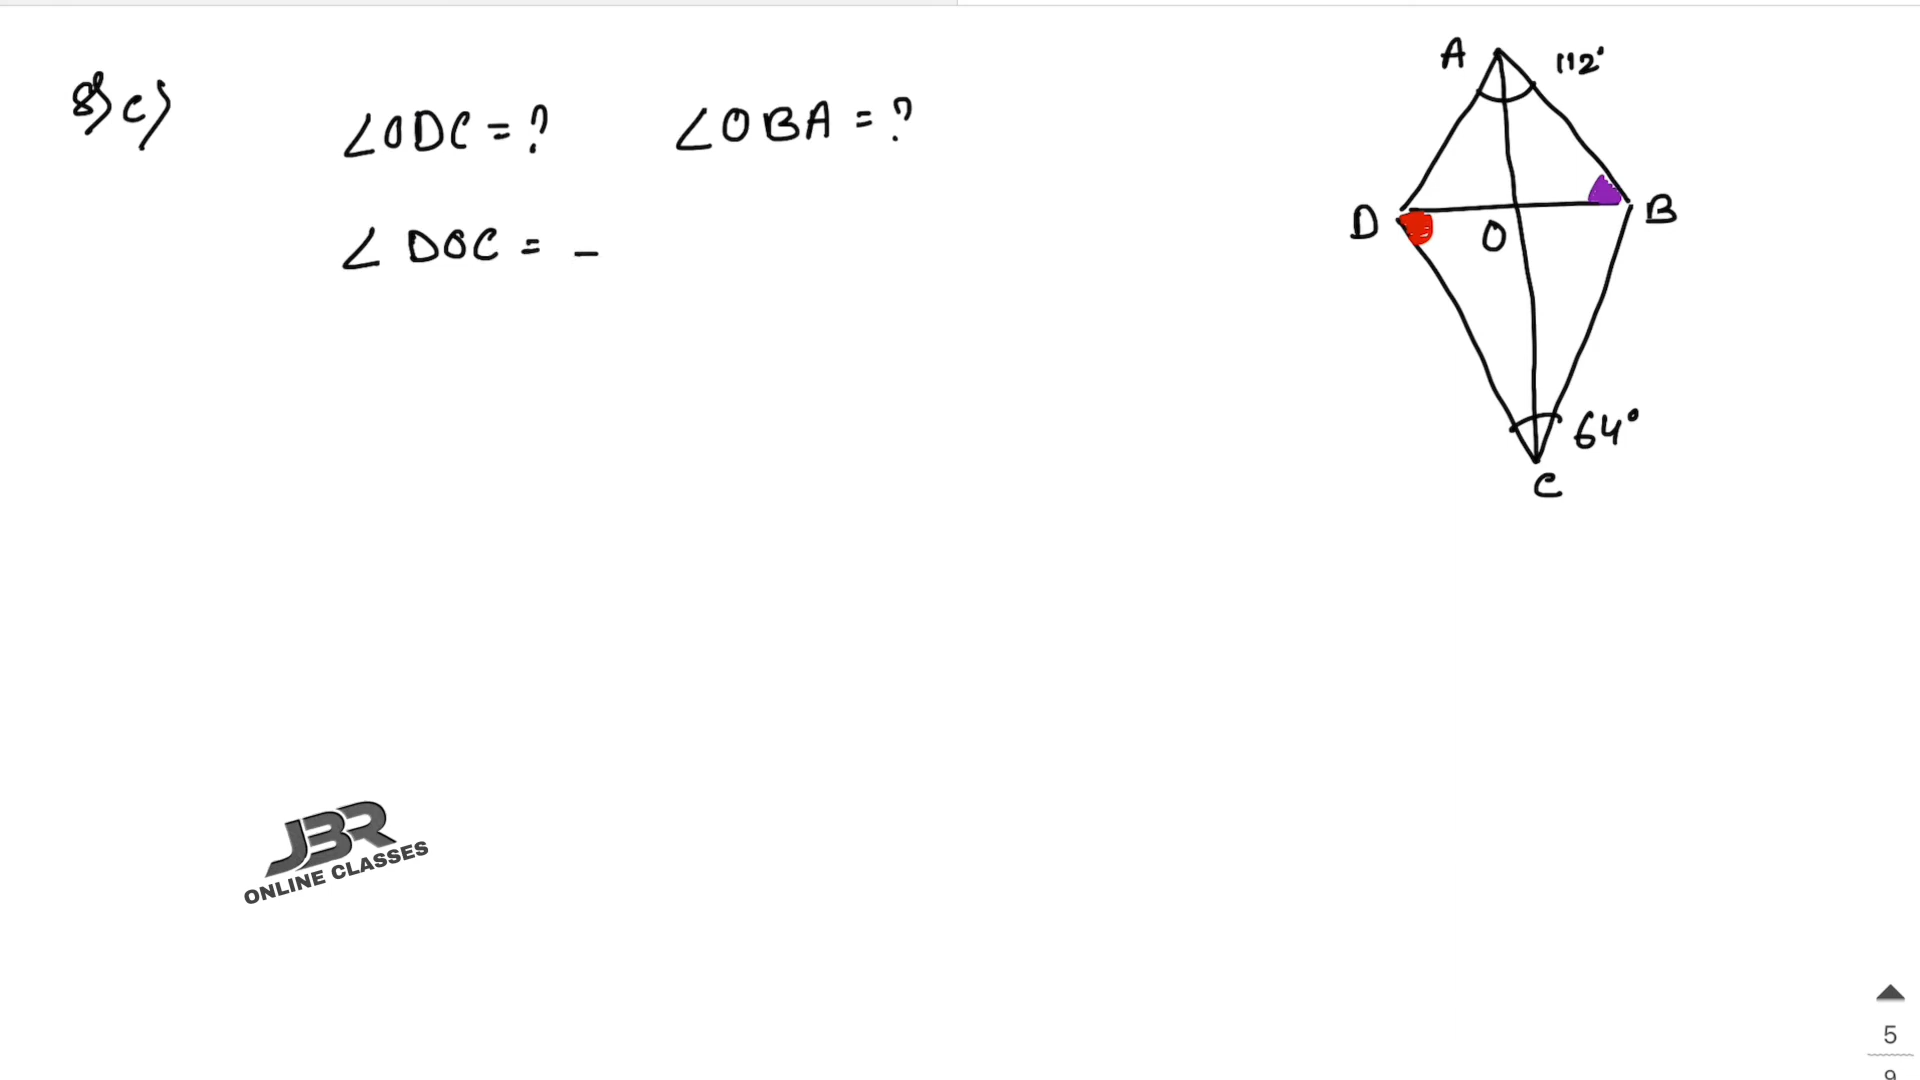 8) c)
∠ODC = ? ∠OBA = ?
∠DOC = –
A 112°
D O B
64°
C
JBR
ONLINE CLASSES
5